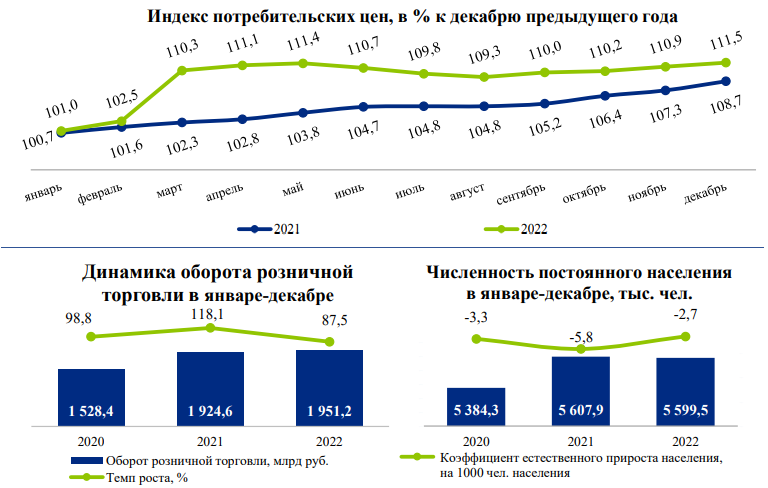 Индекс потребительских цен, в % к декабрю предыдущего года
101,0 102,5 110,3 111,1 111,4 110,7 109,8 109,3 110,0 110,2 110,9 111,5
100,7 101,6 102,3 102,8 103,8 104,7 104,8 104,8 105,2 106,4 107,3 108,7
январь февраль март апрель май июнь июль август сентябрь октябрь ноябрь декабрь
2021 2022
Динамика оборота розничной
торговли в январе-декабре
98,8 118,1 87,5
1 528,4 1 924,6 1 951,2
2020 2021 2022
Оборот розничной торговли, млрд руб.
Темп роста, %
Численность постоянного населения
в январе-декабре, тыс. чел.
-3,3 -5,8 -2,7
5 384,3 5 607,9 5 599,5
2020 2021 2022
Коэффициент естественного прироста населения,
на 1000 чел. населения